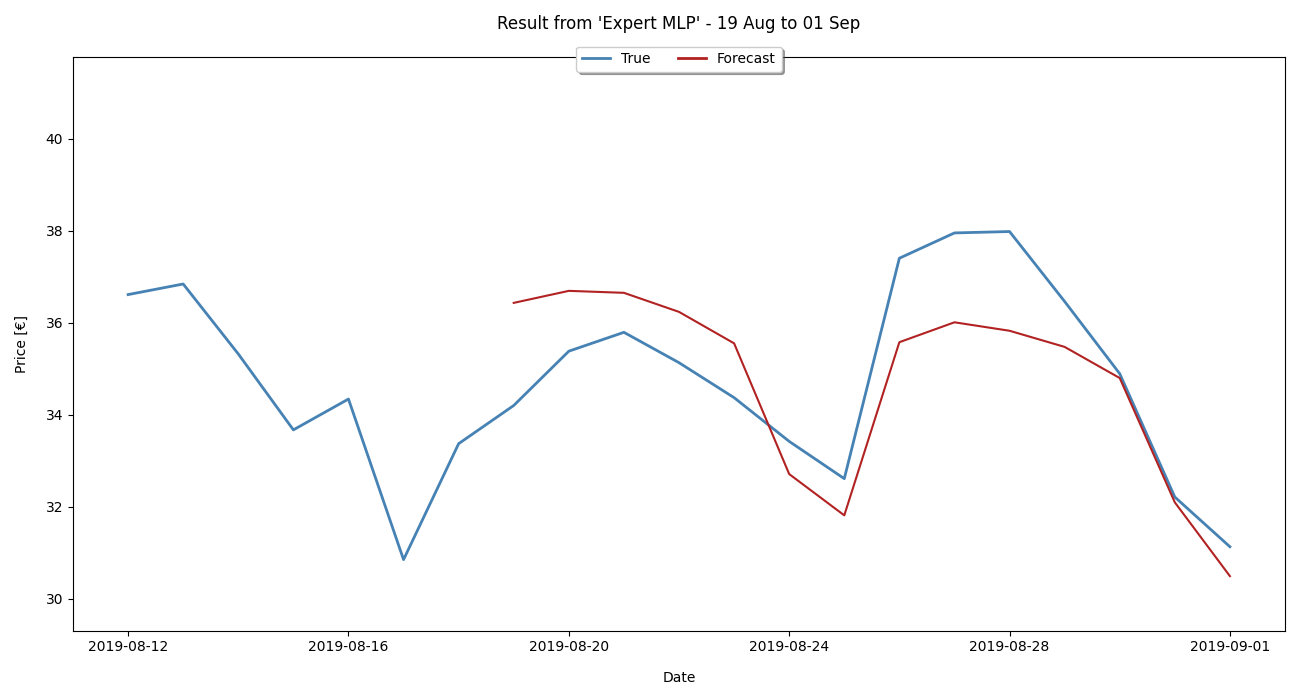 Result from 'Expert MLP' - 19 Aug to 01 Sep
True Forecast
Price [€]
40
38
36
34
32
30
2019-08-12 2019-08-16 2019-08-20 2019-08-24 2019-08-28 2019-09-01
Date